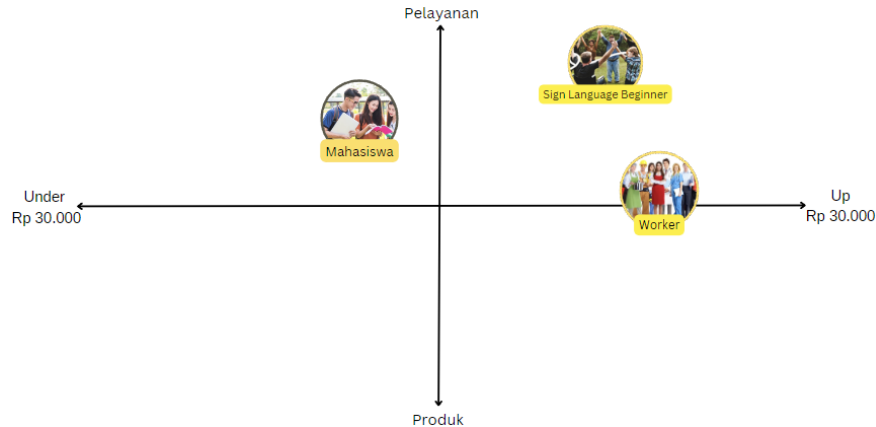 Pelayanan
Sign Language Beginner
Mahasiswa
Under
Rp 30.000
Up
Rp 30.000
Worker
Produk